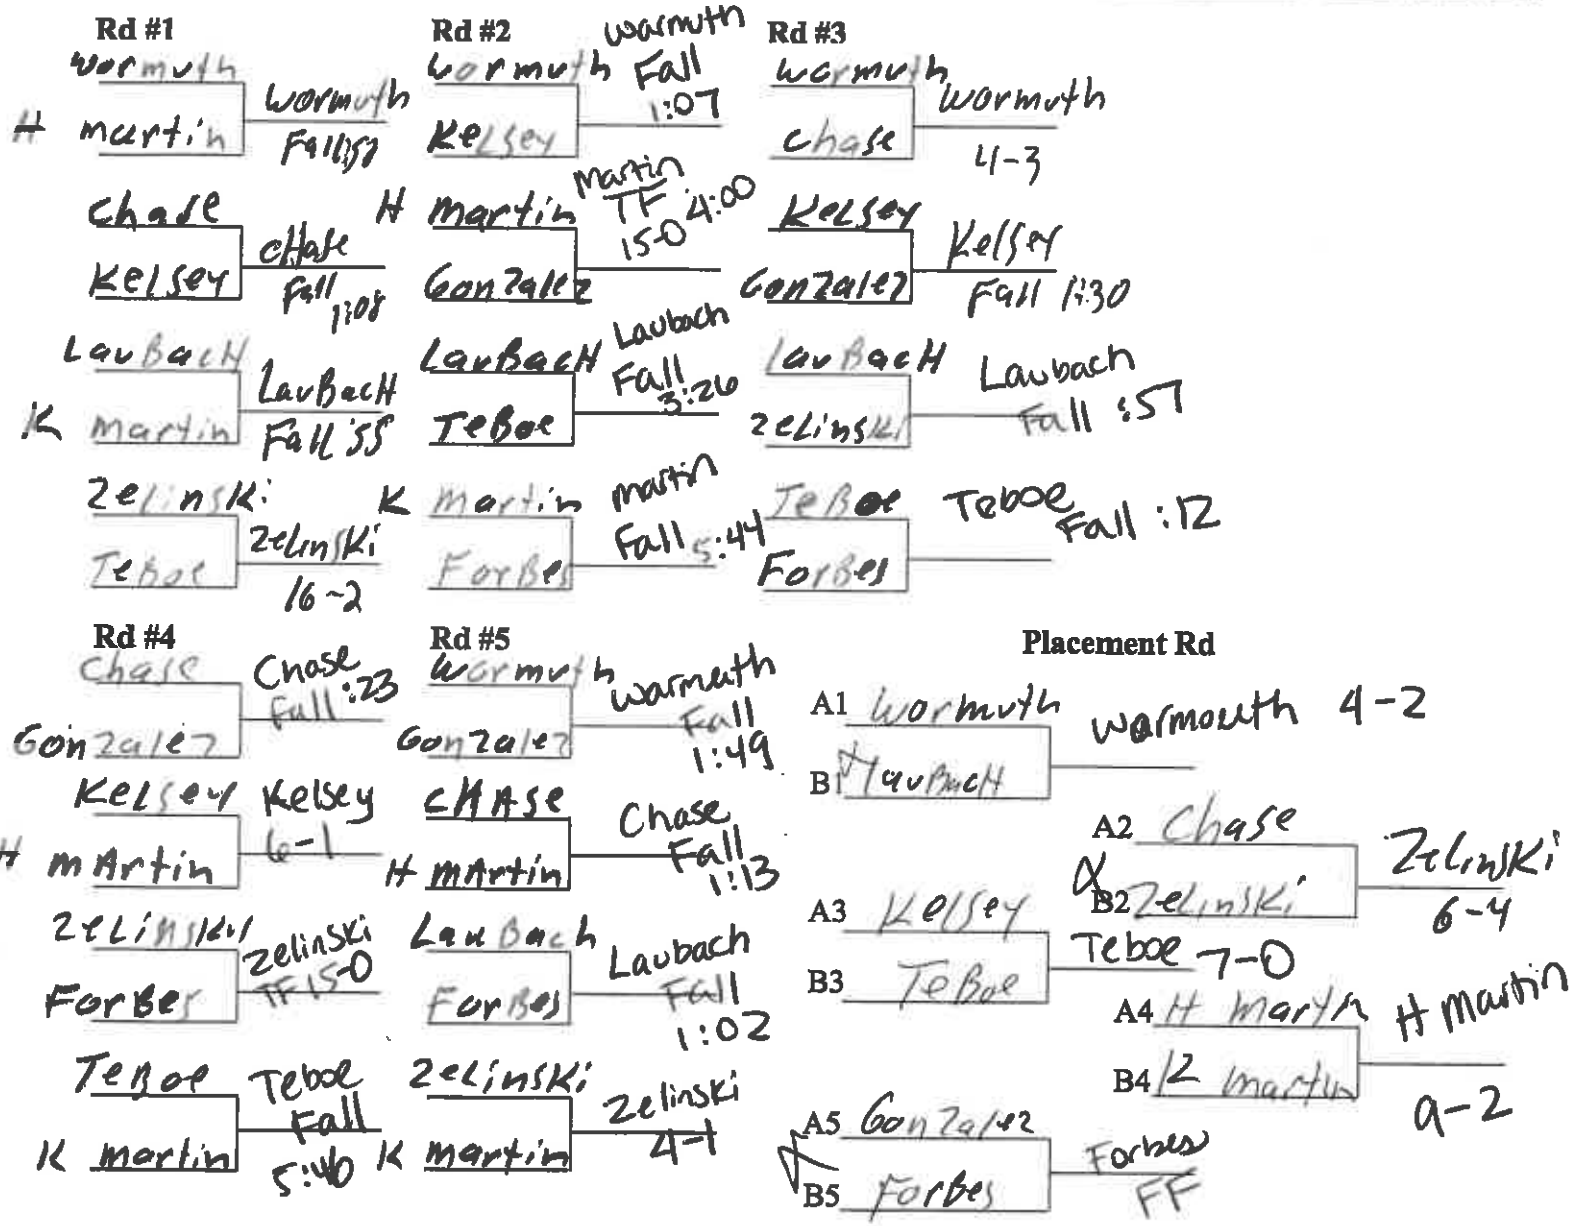 Rd #1
Wormuth
H Martin
Wormuth
Fall :57
Chase
Kelsey
cHase
Fall
1:08
LauBacH
K Martin
LauBacH
Fall :55
Zelinski
TeBoe
Zelinski
16-2
Rd #2
Wormuth
Kelsey
Warmuth
Fall
1:07
H Martin
Gonzalez
Martin
TF 4:00
15-0
LauBacH
TeBoe
Laubach
Fall
3:26
K Martin
ForBes
Martin
Fall 5:44
Rd #3
Warmuth
Chase
Wormuth
4-3
Kelsey
Gonzalez
Kelsey
Fall 1:30
LauBacH
Zelinski
Laubach
Fall :57
TeBoe
ForBes
Teboe
Fall :12
Rd #4
Chase
Gonzalez
Chase
Fall :23
Kelsey
H mArtin
Kelsey
6-1
Zelinski
ForBes
Zelinski
TF 15-0
TeBoe
K Martin
Teboe
Fall
5:46
Rd #5
Warmuth
Gonzalez
Warmeuth
Fall
1:49
CHAse
H mArtin
Chase
Fall
1:13
LauBach
ForBes
Laubach
Fall
1:02
Zelinski
K Martin
Zelinski
4-1
Placement Rd
A1 Wormuth
B1 LauBacH
Warmouth 4-2
A2 Chase
B2 Zelinski
Zelinski
6-4
A3 Kelsey
B3 TeBoe
Teboe 7-0
A4 H Martin
B4 K Martin
H Martin
9-2
A5 Gonzalez
B5 ForBes
Forbes
FF